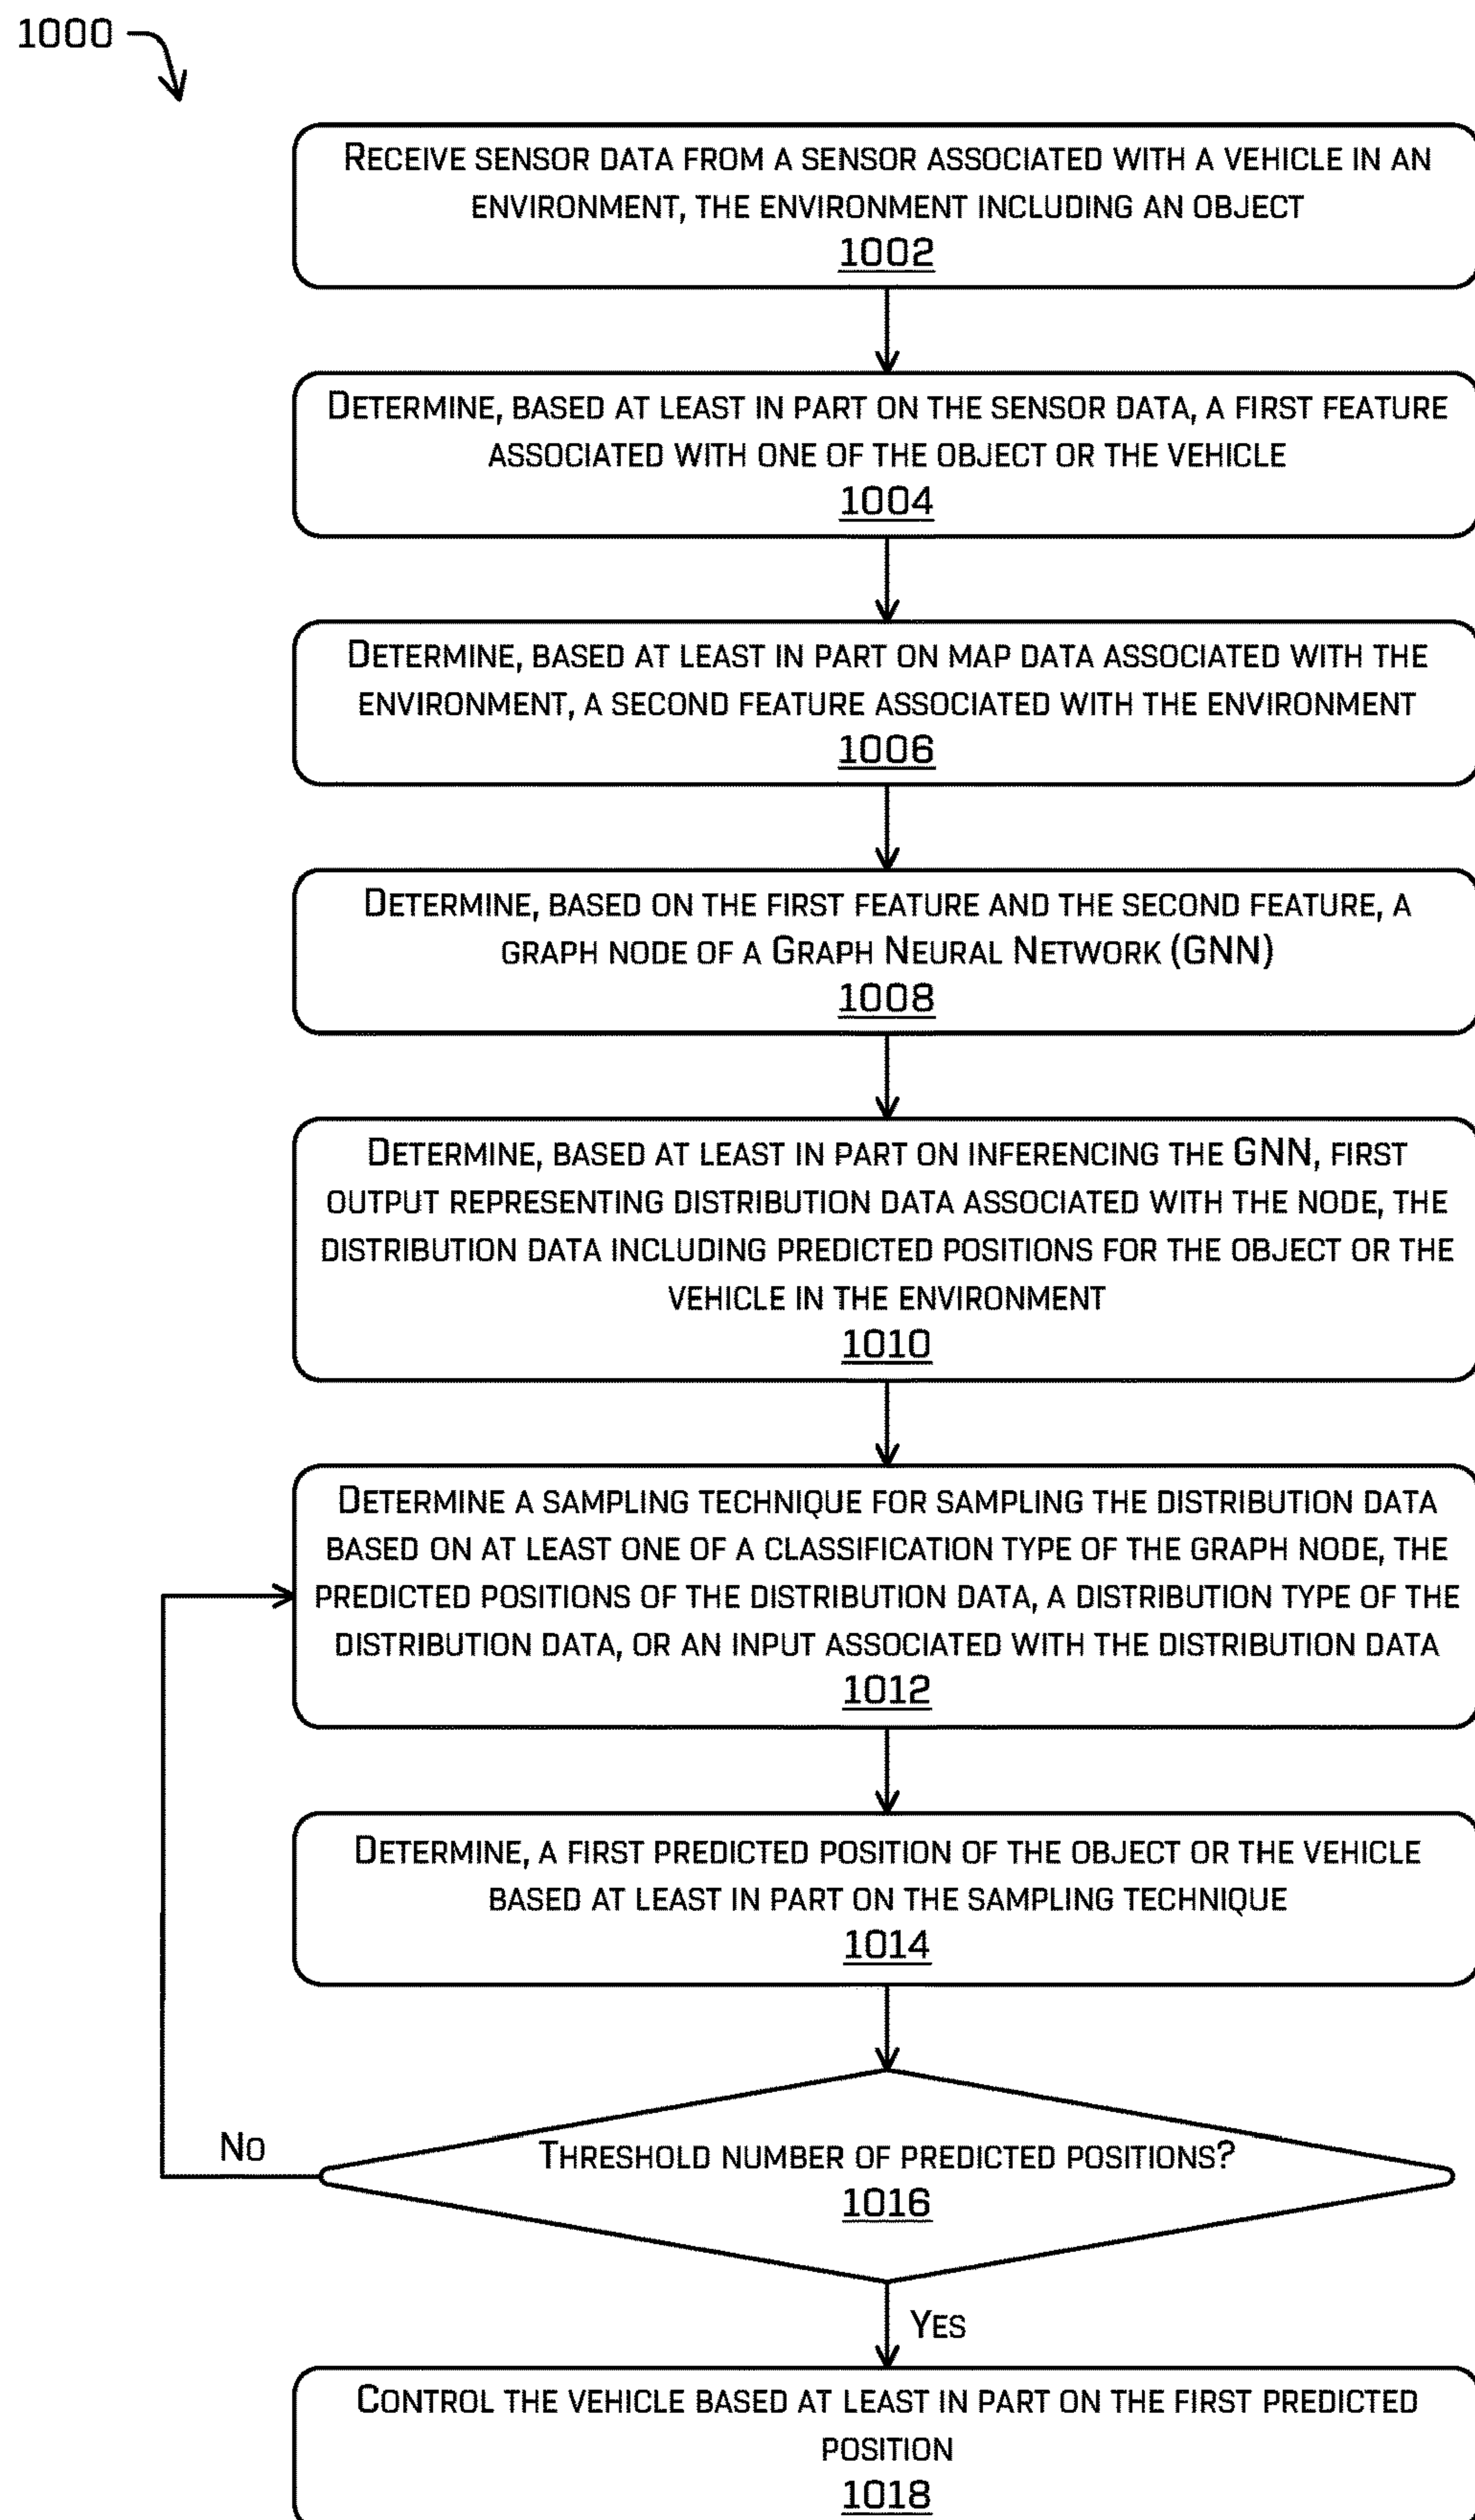 1000
RECEIVE SENSOR DATA FROM A SENSOR ASSOCIATED WITH A VEHICLE IN AN
ENVIRONMENT, THE ENVIRONMENT INCLUDING AN OBJECT
1002
DETERMINE, BASED AT LEAST IN PART ON THE SENSOR DATA, A FIRST FEATURE
ASSOCIATED WITH ONE OF THE OBJECT OR THE VEHICLE
1004
DETERMINE, BASED AT LEAST IN PART ON MAP DATA ASSOCIATED WITH THE
ENVIRONMENT, A SECOND FEATURE ASSOCIATED WITH THE ENVIRONMENT
1006
DETERMINE, BASED ON THE FIRST FEATURE AND THE SECOND FEATURE, A
GRAPH NODE OF A GRAPH NEURAL NETWORK (GNN)
1008
DETERMINE, BASED AT LEAST IN PART ON INFERENCING THE GNN, FIRST
OUTPUT REPRESENTING DISTRIBUTION DATA ASSOCIATED WITH THE NODE, THE
DISTRIBUTION DATA INCLUDING PREDICTED POSITIONS FOR THE OBJECT OR THE
VEHICLE IN THE ENVIRONMENT
1010
DETERMINE A SAMPLING TECHNIQUE FOR SAMPLING THE DISTRIBUTION DATA
BASED ON AT LEAST ONE OF A CLASSIFICATION TYPE OF THE GRAPH NODE, THE
PREDICTED POSITIONS OF THE DISTRIBUTION DATA, A DISTRIBUTION TYPE OF THE
DISTRIBUTION DATA, OR AN INPUT ASSOCIATED WITH THE DISTRIBUTION DATA
1012
DETERMINE, A FIRST PREDICTED POSITION OF THE OBJECT OR THE VEHICLE
BASED AT LEAST IN PART ON THE SAMPLING TECHNIQUE
1014
NO
THRESHOLD NUMBER OF PREDICTED POSITIONS?
1016
YES
CONTROL THE VEHICLE BASED AT LEAST IN PART ON THE FIRST PREDICTED
POSITION
1018